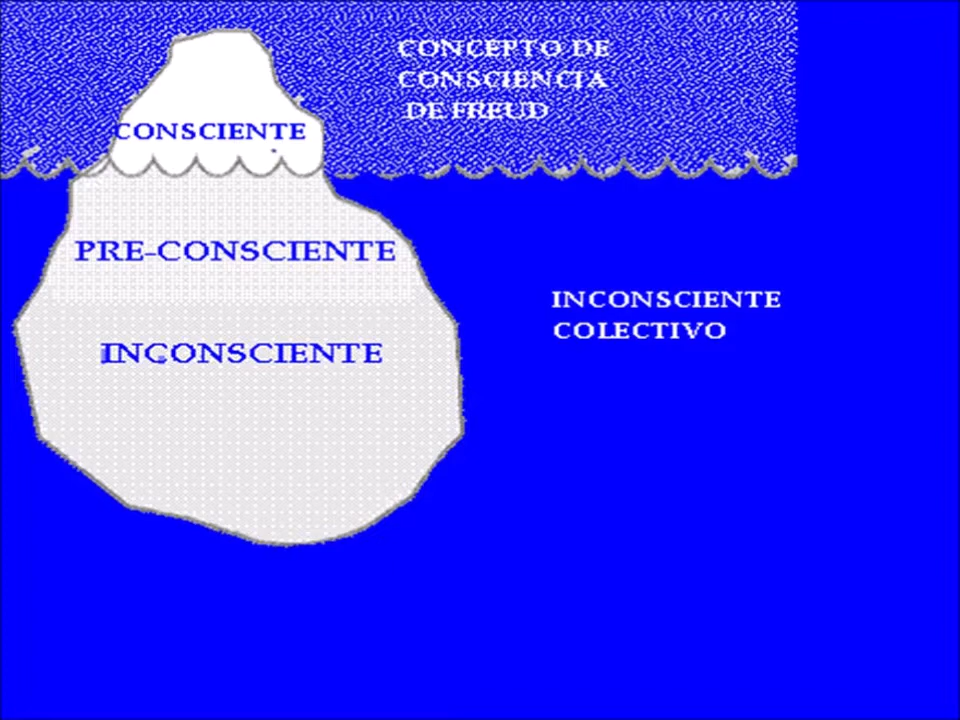 CONCEPTO DE
CONSCIENCIA
DE FREUD
CONSCIENTE
PRE-CONSCIENTE
INCONSCIENTE
INCONSCIENTE
COLECTIVO